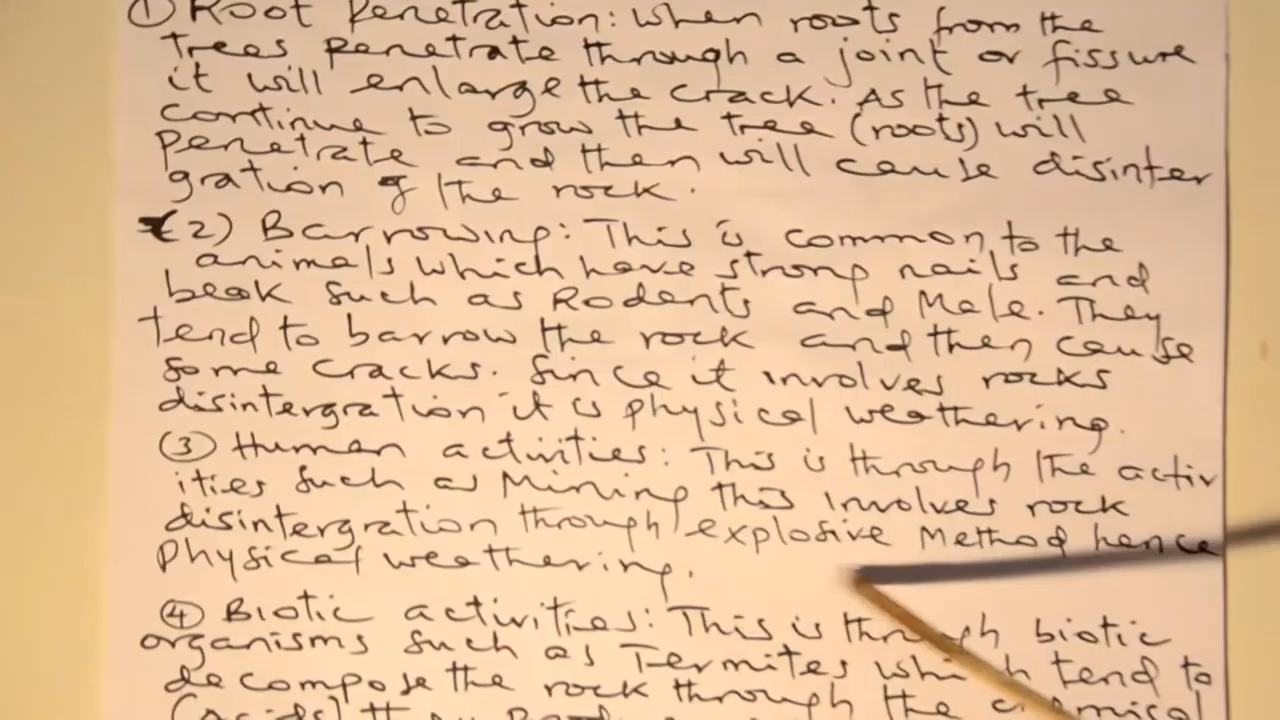 ① Root Penetration: when roots from the
Trees penetrate through a joint or fissure
it will enlarge the crack. As the tree
continue to grow the tree (roots) will
penetrate and then will cause disinter
gration of the rock.
(2) Barrowing: This is common to the
animals which have strong nails and
beak such as Rodents and Mole. They
tend to barrow the rock and then cause
some cracks. Since it involves rocks
disintergration it is physical weathering.
③ Human activities: This is through the activ
ities such as Mining this involves rock
disintergration through explosive Method hence
Physical weathering.
④ Biotic activities: This is through biotic
organisms such as Termites which tend to
decompose the rock through the chemical
(Acids)